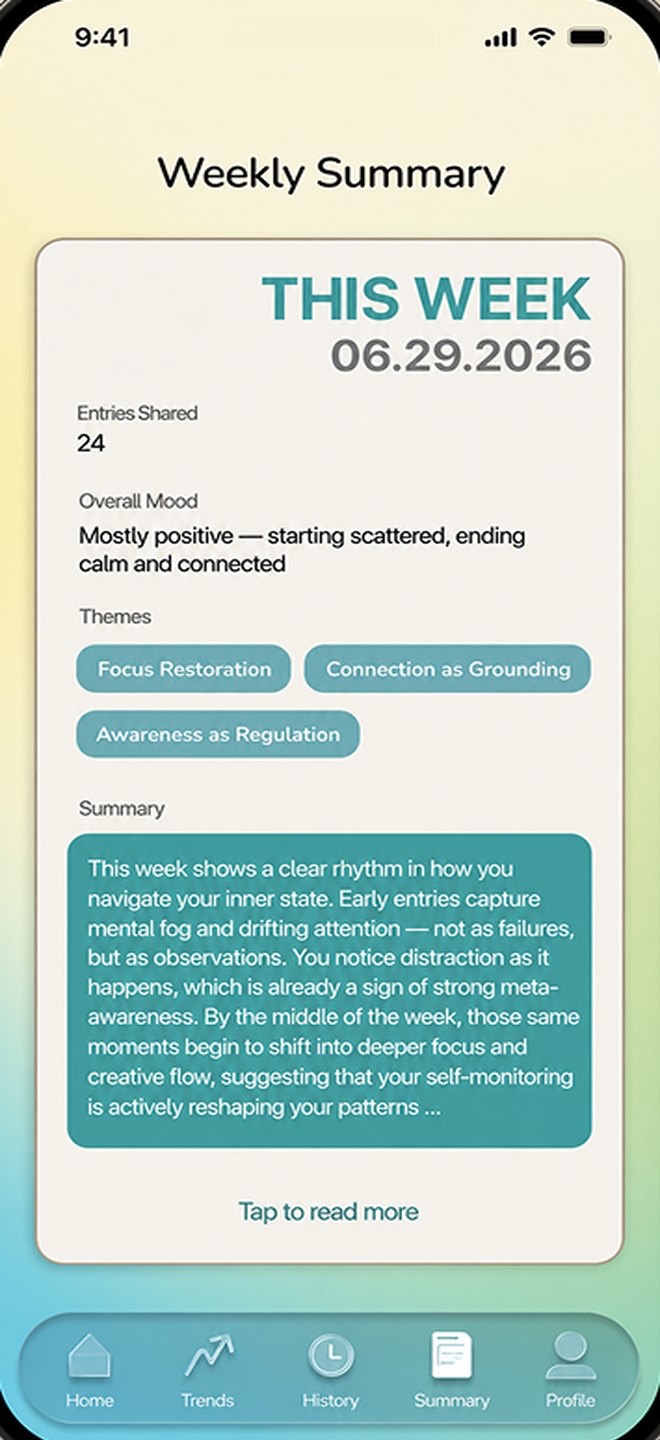 9:41
Weekly Summary
THIS WEEK
06.29.2026
Entries Shared
24
Overall Mood
Mostly positive — starting scattered, ending
calm and connected
Themes
Focus Restoration
Connection as Grounding
Awareness as Regulation
Summary
This week shows a clear rhythm in how you
navigate your inner state. Early entries capture
mental fog and drifting attention — not as failures,
but as observations. You notice distraction as it
happens, which is already a sign of strong meta-
awareness. By the middle of the week, those same
moments begin to shift into deeper focus and
creative flow, suggesting that your self-monitoring
is actively reshaping your patterns ...
Tap to read more
Home
Trends
History
Summary
Profile